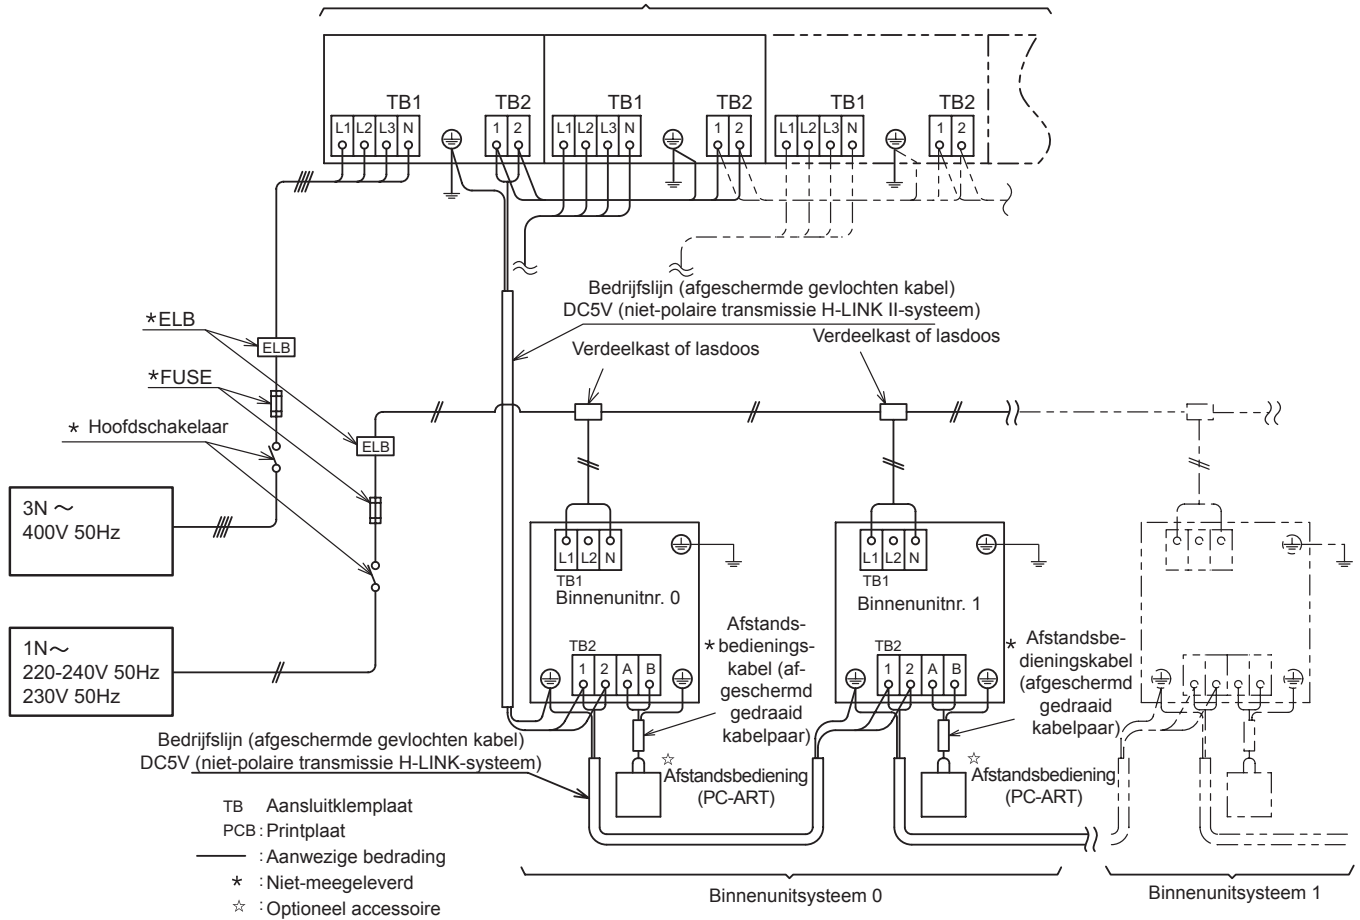 TB1 TB2 TB1 TB2 TB1 TB2
L1 L2 L3 N 1 2 L1 L2 L3 N 1 2 L1 L2 L3 N 1 2
Bedrijfslijn (afgeschermde gevlochten kabel)
DC5V (niet-polaire transmissie H-LINK II-systeem)
Verdeelkast of lasdoos
Verdeelkast of lasdoos
*ELB
ELB
*FUSE
* Hoofdschakelaar
ELB
3N ~
400V 50Hz
1N~
220-240V 50Hz
230V 50Hz
L1 L2 N
TB1
Binnenunitnr. 0
TB2
1 2 A B
Afstands-
* bedienings-
kabel (af-
geschermd
gedraaid
kabelpaar)
☆
Afstandsbediening
(PC-ART)
L1 L2 N
TB1
Binnenunitnr. 1
TB2
1 2 A B
* Afstandsbe-
dieningskabel
(afgeschermd
gedraaid
kabelpaar)
☆
Afstandsbediening
(PC-ART)
Bedrijfslijn (afgeschermde gevlochten kabel)
DC5V (niet-polaire transmissie H-LINK-systeem)
TB Aansluitklemplaat
PCB : Printplaat
: Aanwezige bedrading
* : Niet-meegeleverd
☆ : Optioneel accessoire
Binnenunitsysteem 0
Binnenunitsysteem 1